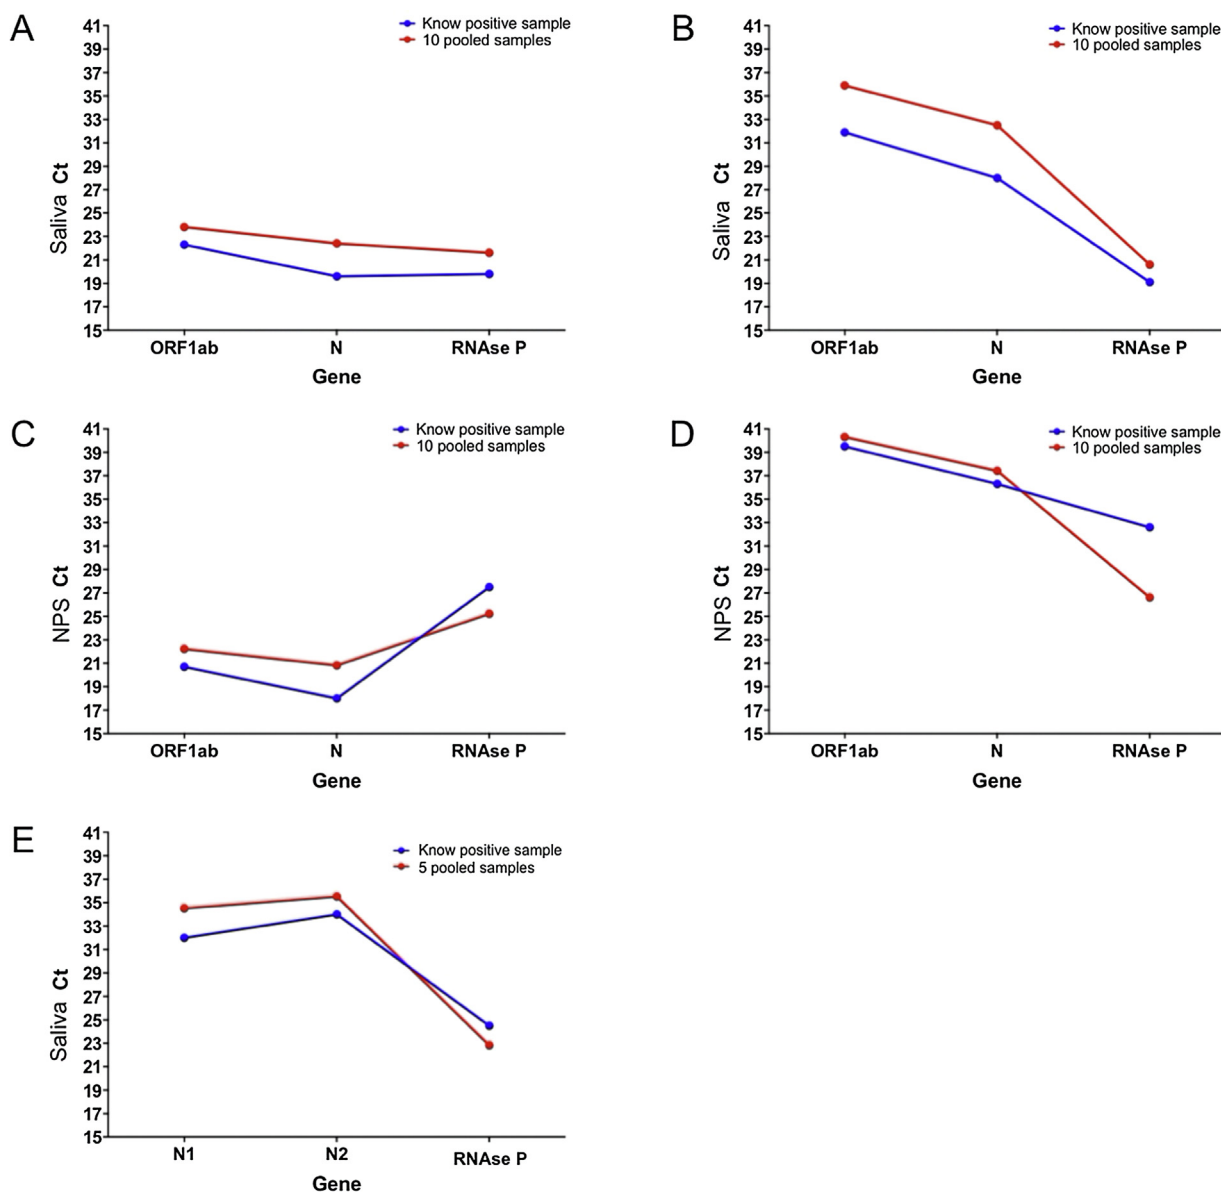 A
Know positive sample
10 pooled samples
41
39
37
35
33
31
29
27
25
23
21
19
17
15
Saliva Ct
ORF1ab N RNAse P
Gene
B
Know positive sample
10 pooled samples
41
39
37
35
33
31
29
27
25
23
21
19
17
15
Saliva Ct
ORF1ab N RNAse P
Gene
C
Know positive sample
10 pooled samples
41
39
37
35
33
31
29
27
25
23
21
19
17
15
NPS Ct
ORF1ab N RNAse P
Gene
D
Know positive sample
10 pooled samples
41
39
37
35
33
31
29
27
25
23
21
19
17
15
NPS Ct
ORF1ab N RNAse P
Gene
E
Know positive sample
5 pooled samples
41
39
37
35
33
31
29
27
25
23
21
19
17
15
Saliva Ct
N1 N2 RNAse P
Gene